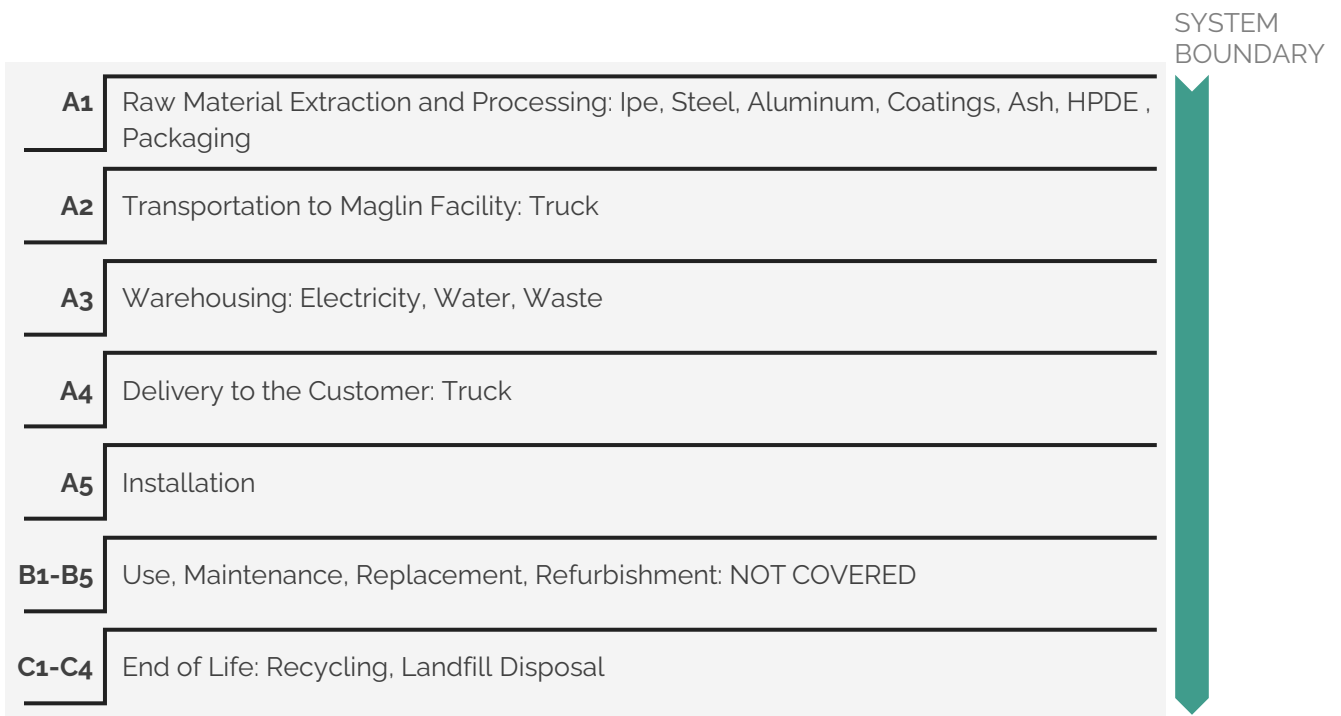 SYSTEM
BOUNDARY
A1 Raw Material Extraction and Processing: Ipe, Steel, Aluminum, Coatings, Ash, HPDE ,
Packaging
A2 Transportation to Maglin Facility: Truck
A3 Warehousing: Electricity, Water, Waste
A4 Delivery to the Customer: Truck
A5 Installation
B1-B5 Use, Maintenance, Replacement, Refurbishment: NOT COVERED
C1-C4 End of Life: Recycling, Landfill Disposal